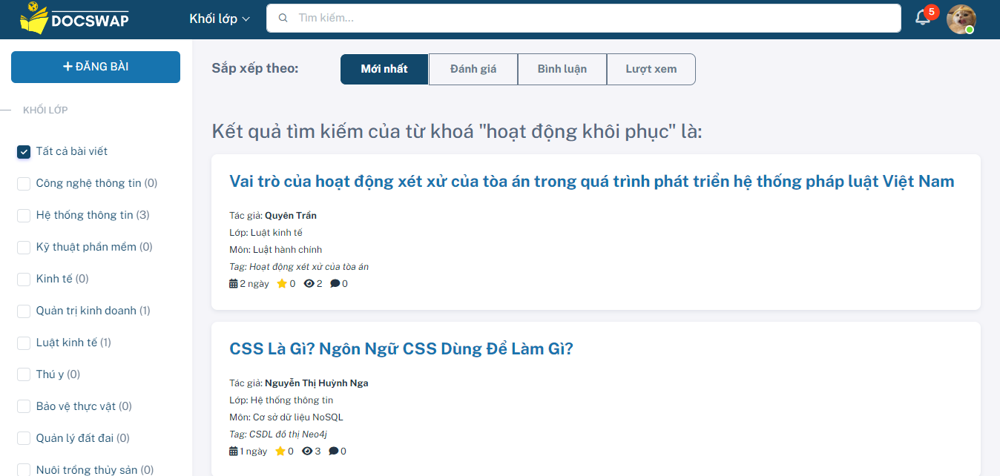 DOCSWAP
Khối lớp
Tìm kiếm...
5
+ ĐĂNG BÀI
KHỐI LỚP
Tất cả bài viết
Công nghệ thông tin (0)
Hệ thống thông tin (3)
Kỹ thuật phần mềm (0)
Kinh tế (0)
Quản trị kinh doanh (1)
Luật kinh tế (1)
Thú y (0)
Bảo vệ thực vật (0)
Quản lý đất đai (0)
Nuôi trồng thủy sản (0)
Sắp xếp theo:
Mới nhất
Đánh giá
Bình luận
Lượt xem
Kết quả tìm kiếm của từ khoá "hoạt động khôi phục" là:
Vai trò của hoạt động xét xử của tòa án trong quá trình phát triển hệ thống pháp luật Việt Nam
Tác giả: Quyên Trần
Lớp: Luật kinh tế
Môn: Luật hành chính
Tag: Hoạt động xét xử của tòa án
2 ngày 0 2 0
CSS Là Gì? Ngôn Ngữ CSS Dùng Để Làm Gì?
Tác giả: Nguyễn Thị Huỳnh Nga
Lớp: Hệ thống thông tin
Môn: Cơ sở dữ liệu NoSQL
Tag: CSDL đồ thị Neo4j
1 ngày 0 3 0